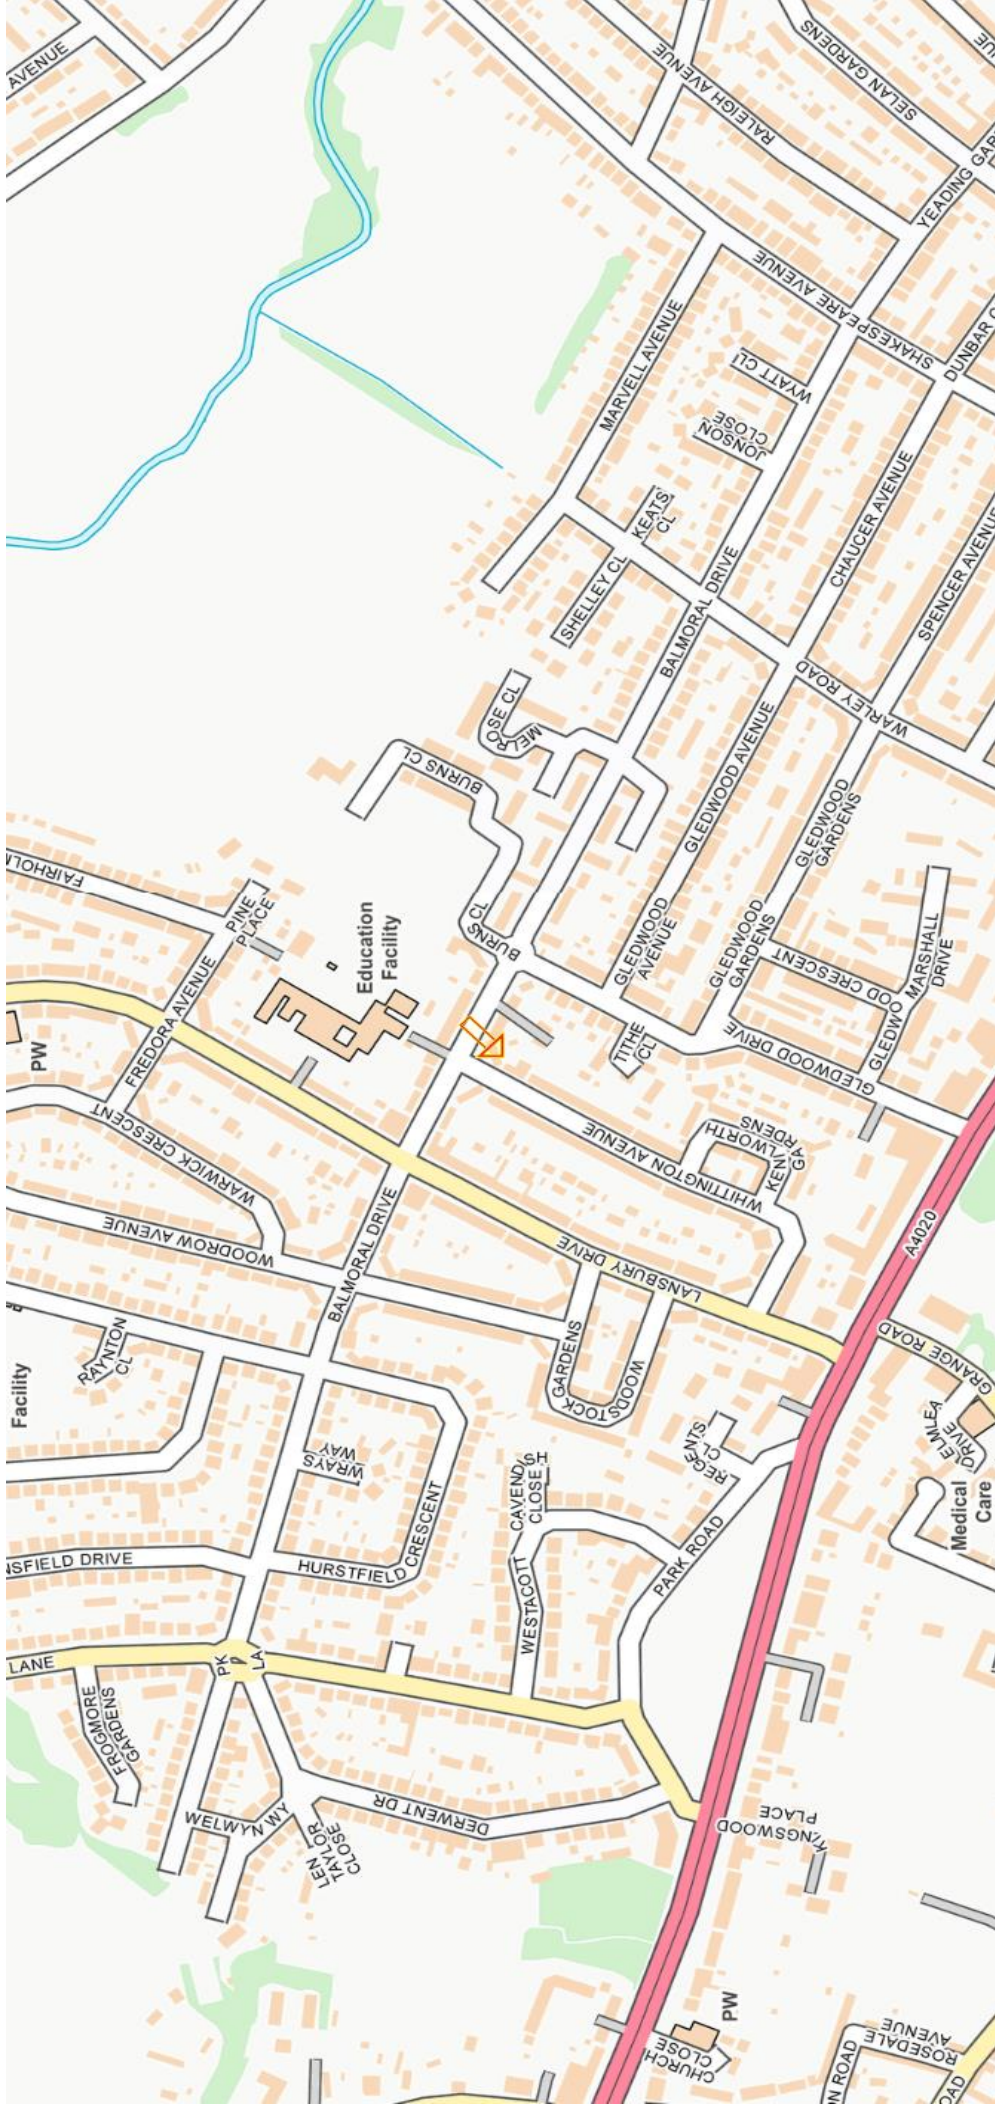 AVENUE
RALEIGH AVENUE
SELAN GARDENS
YEADING GAR
SHAKESPEARE AVENUE
MARVELL AVENUE
WYATT CL
DUNBAR C
JONSON
CLOSE
KEATS
CL
CHAUCER AVENUE
SHELLEY CL
BALMORAL DRIVE
SPENCER AVENUE
WARLEY ROAD
MELROSE CL
BURNS CL
GLEDWOOD AVENUE
GLEDWOOD
GARDENS
FAIRHOLM
PINE
PLACE
Education
Facility
BURNS CL
GLEDWOOD
AVENUE
GLEDWOOD
GARDENS
GLEDWOOD CRESCENT
MARSHALL
DRIVE
FREDORA AVENUE
PW
TITHE
CL
GLEDWOOD DRIVE
WARWICK CRESCENT
WHITTINGTON AVENUE
KENILWORTH
GARDENS
WOODROW AVENUE
BALMORAL DRIVE
LANSBURY DRIVE
A4020
RAYNTON
CL
Facility
WOODSTOCK GARDENS
GRANGE ROAD
WRAYS
WAY
REGENTS
CL
ELMLEA
DRIVE
CAVENDISH
CLOSE
HURSTFIELD CRESCENT
NSFIELD DRIVE
WESTACOTT
PARK ROAD
Medical
Care
LANE
PK
LA
FROGMORE
GARDENS
WELWYN WY
LEN
TAYLOR
CLOSE
DERWENT DR
KINGSWOOD
PLACE
PW
CHURCH
CLOSE
ROSEDALE
AVENUE
ON ROAD
OAD